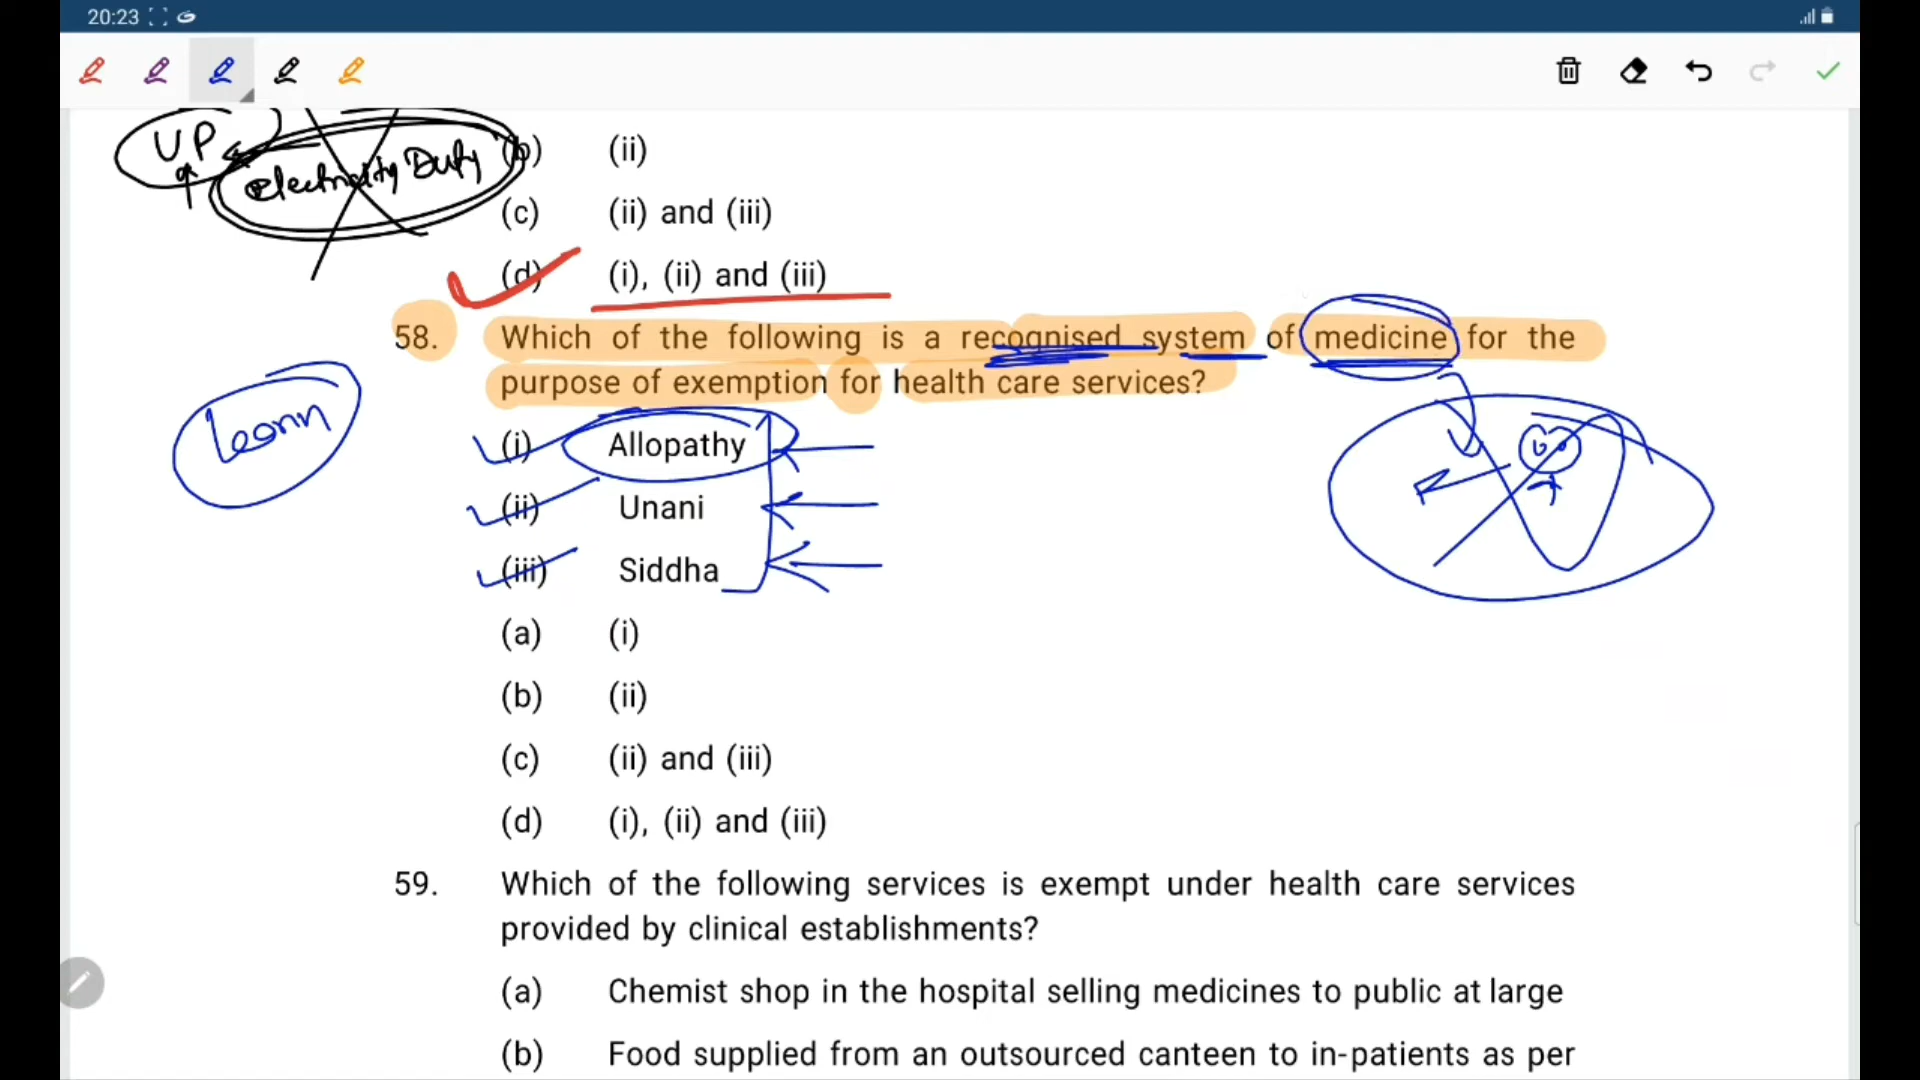 20:23
UP
electricity Duty
(b) (ii)
(c) (ii) and (iii)
(d) (i), (ii) and (iii)
58. Which of the following is a recognised system of medicine for the
purpose of exemption for health care services?
Learn
(i) Allopathy
(ii) Unani
(iii) Siddha
(a) (i)
(b) (ii)
(c) (ii) and (iii)
(d) (i), (ii) and (iii)
59. Which of the following services is exempt under health care services
provided by clinical establishments?
(a) Chemist shop in the hospital selling medicines to public at large
(b) Food supplied from an outsourced canteen to in-patients as per